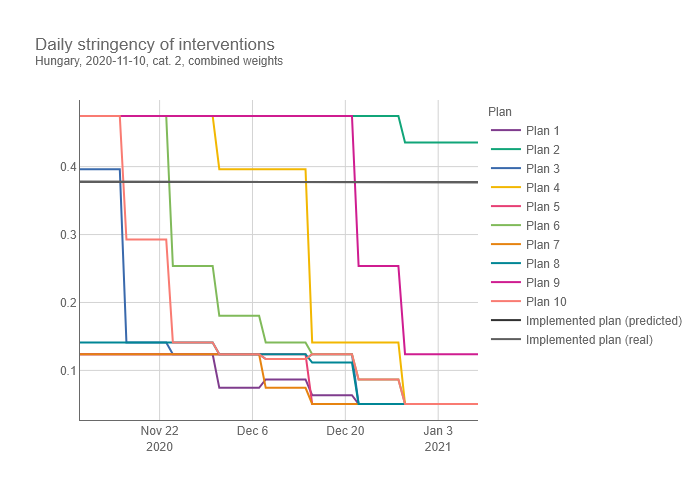 Daily stringency of interventions
Hungary, 2020-11-10, cat. 2, combined weights
Plan
Plan 1
Plan 2
Plan 3
Plan 4
Plan 5
Plan 6
Plan 7
Plan 8
Plan 9
Plan 10
Implemented plan (predicted)
Implemented plan (real)
0.4
0.3
0.2
0.1
Nov 22 Dec 6 Dec 20 Jan 3
2020 2021